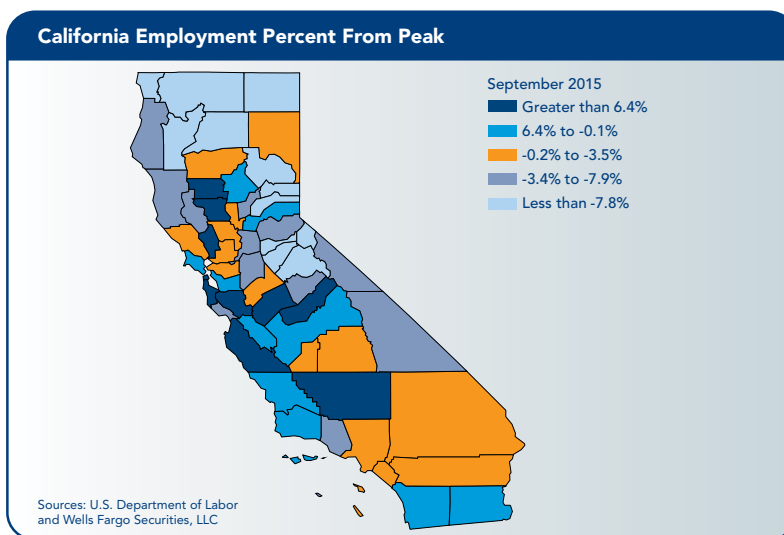 California Employment Percent From Peak
September 2015
Greater than 6.4%
6.4% to -0.1%
-0.2% to -3.5%
-3.4% to -7.9%
Less than -7.8%
Sources: U.S. Department of Labor
and Wells Fargo Securities, LLC